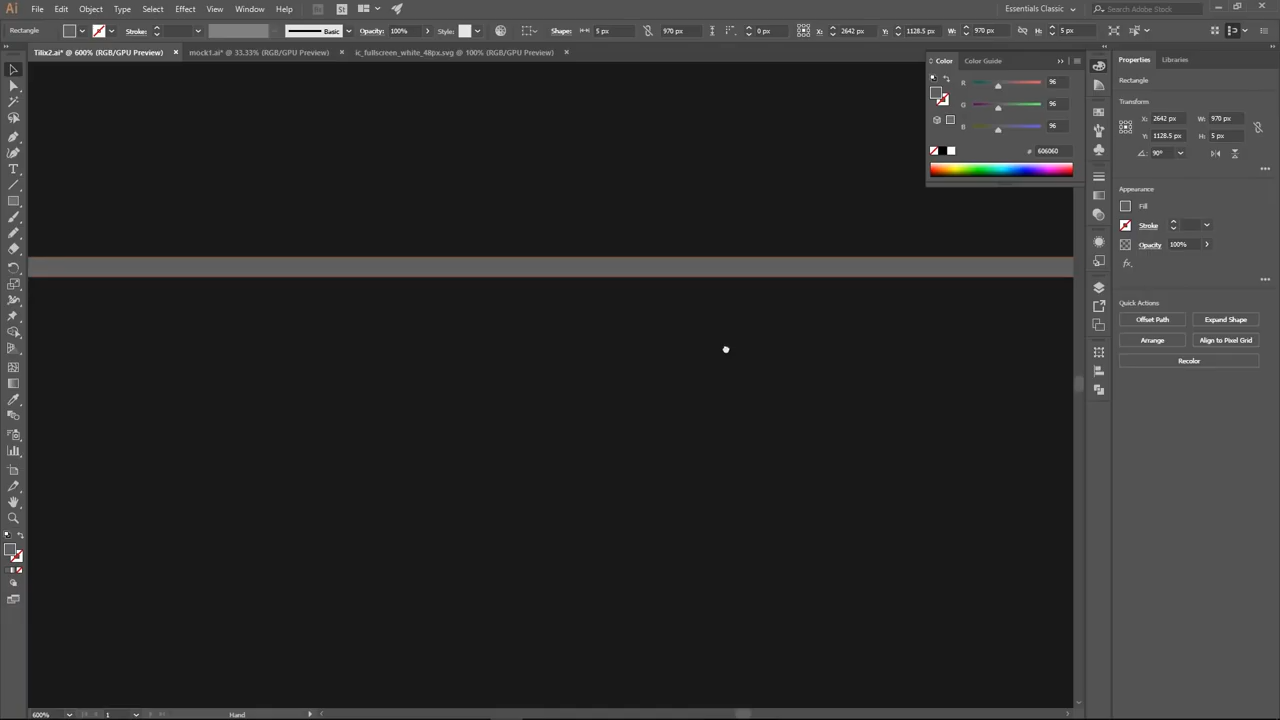 Ai File Edit Object Type Select Effect View Window Help Br St Essentials Classic Search Adobe Stock
Rectangle Stroke: Basic Opacity: 100% Style: Shape: 5 px 970 px 0 px X: 2642 px Y: 1128.5 px W: 970 px H: 5 px
Tilix2.ai* @ 600% (RGB/GPU Preview) × mock1.ai* @ 33.33% (RGB/GPU Preview) × ic_fullscreen_white_48px.svg @ 100% (RGB/GPU Preview) ×
Color Color Guide
R 96
G 96
B 96
# 606060
Properties Libraries
Rectangle
Transform
X: 2642 px W: 970 px
Y: 1128.5 px H: 5 px
90°
Appearance
Fill
Stroke
Opacity 100%
fx.
Quick Actions
Offset Path Expand Shape
Arrange Align to Pixel Grid
Recolor
600% 1 Hand